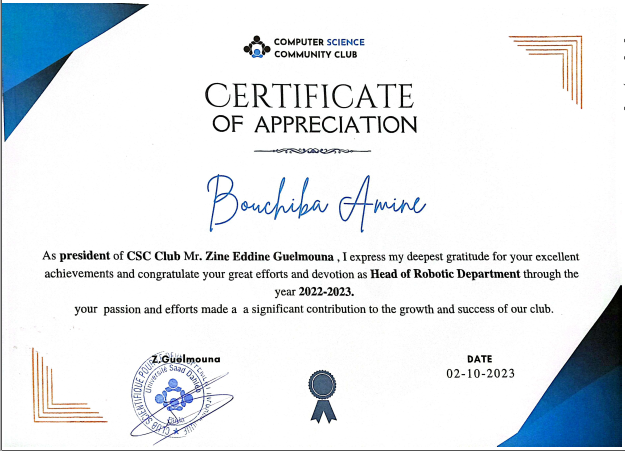 COMPUTER SCIENCE
COMMUNITY CLUB
CERTIFICATE
OF APPRECIATION
Bouchiba Amine
As president of CSC Club Mr. Zine Eddine Guelmouna , I express my deepest gratitude for your excellent
achievements and congratulate your great efforts and devotion as Head of Robotic Department through the
year 2022-2023.
your passion and efforts made a a significant contribution to the growth and success of our club.
Z.Guelmouna
Université Saad Dahlab
DATE
02-10-2023